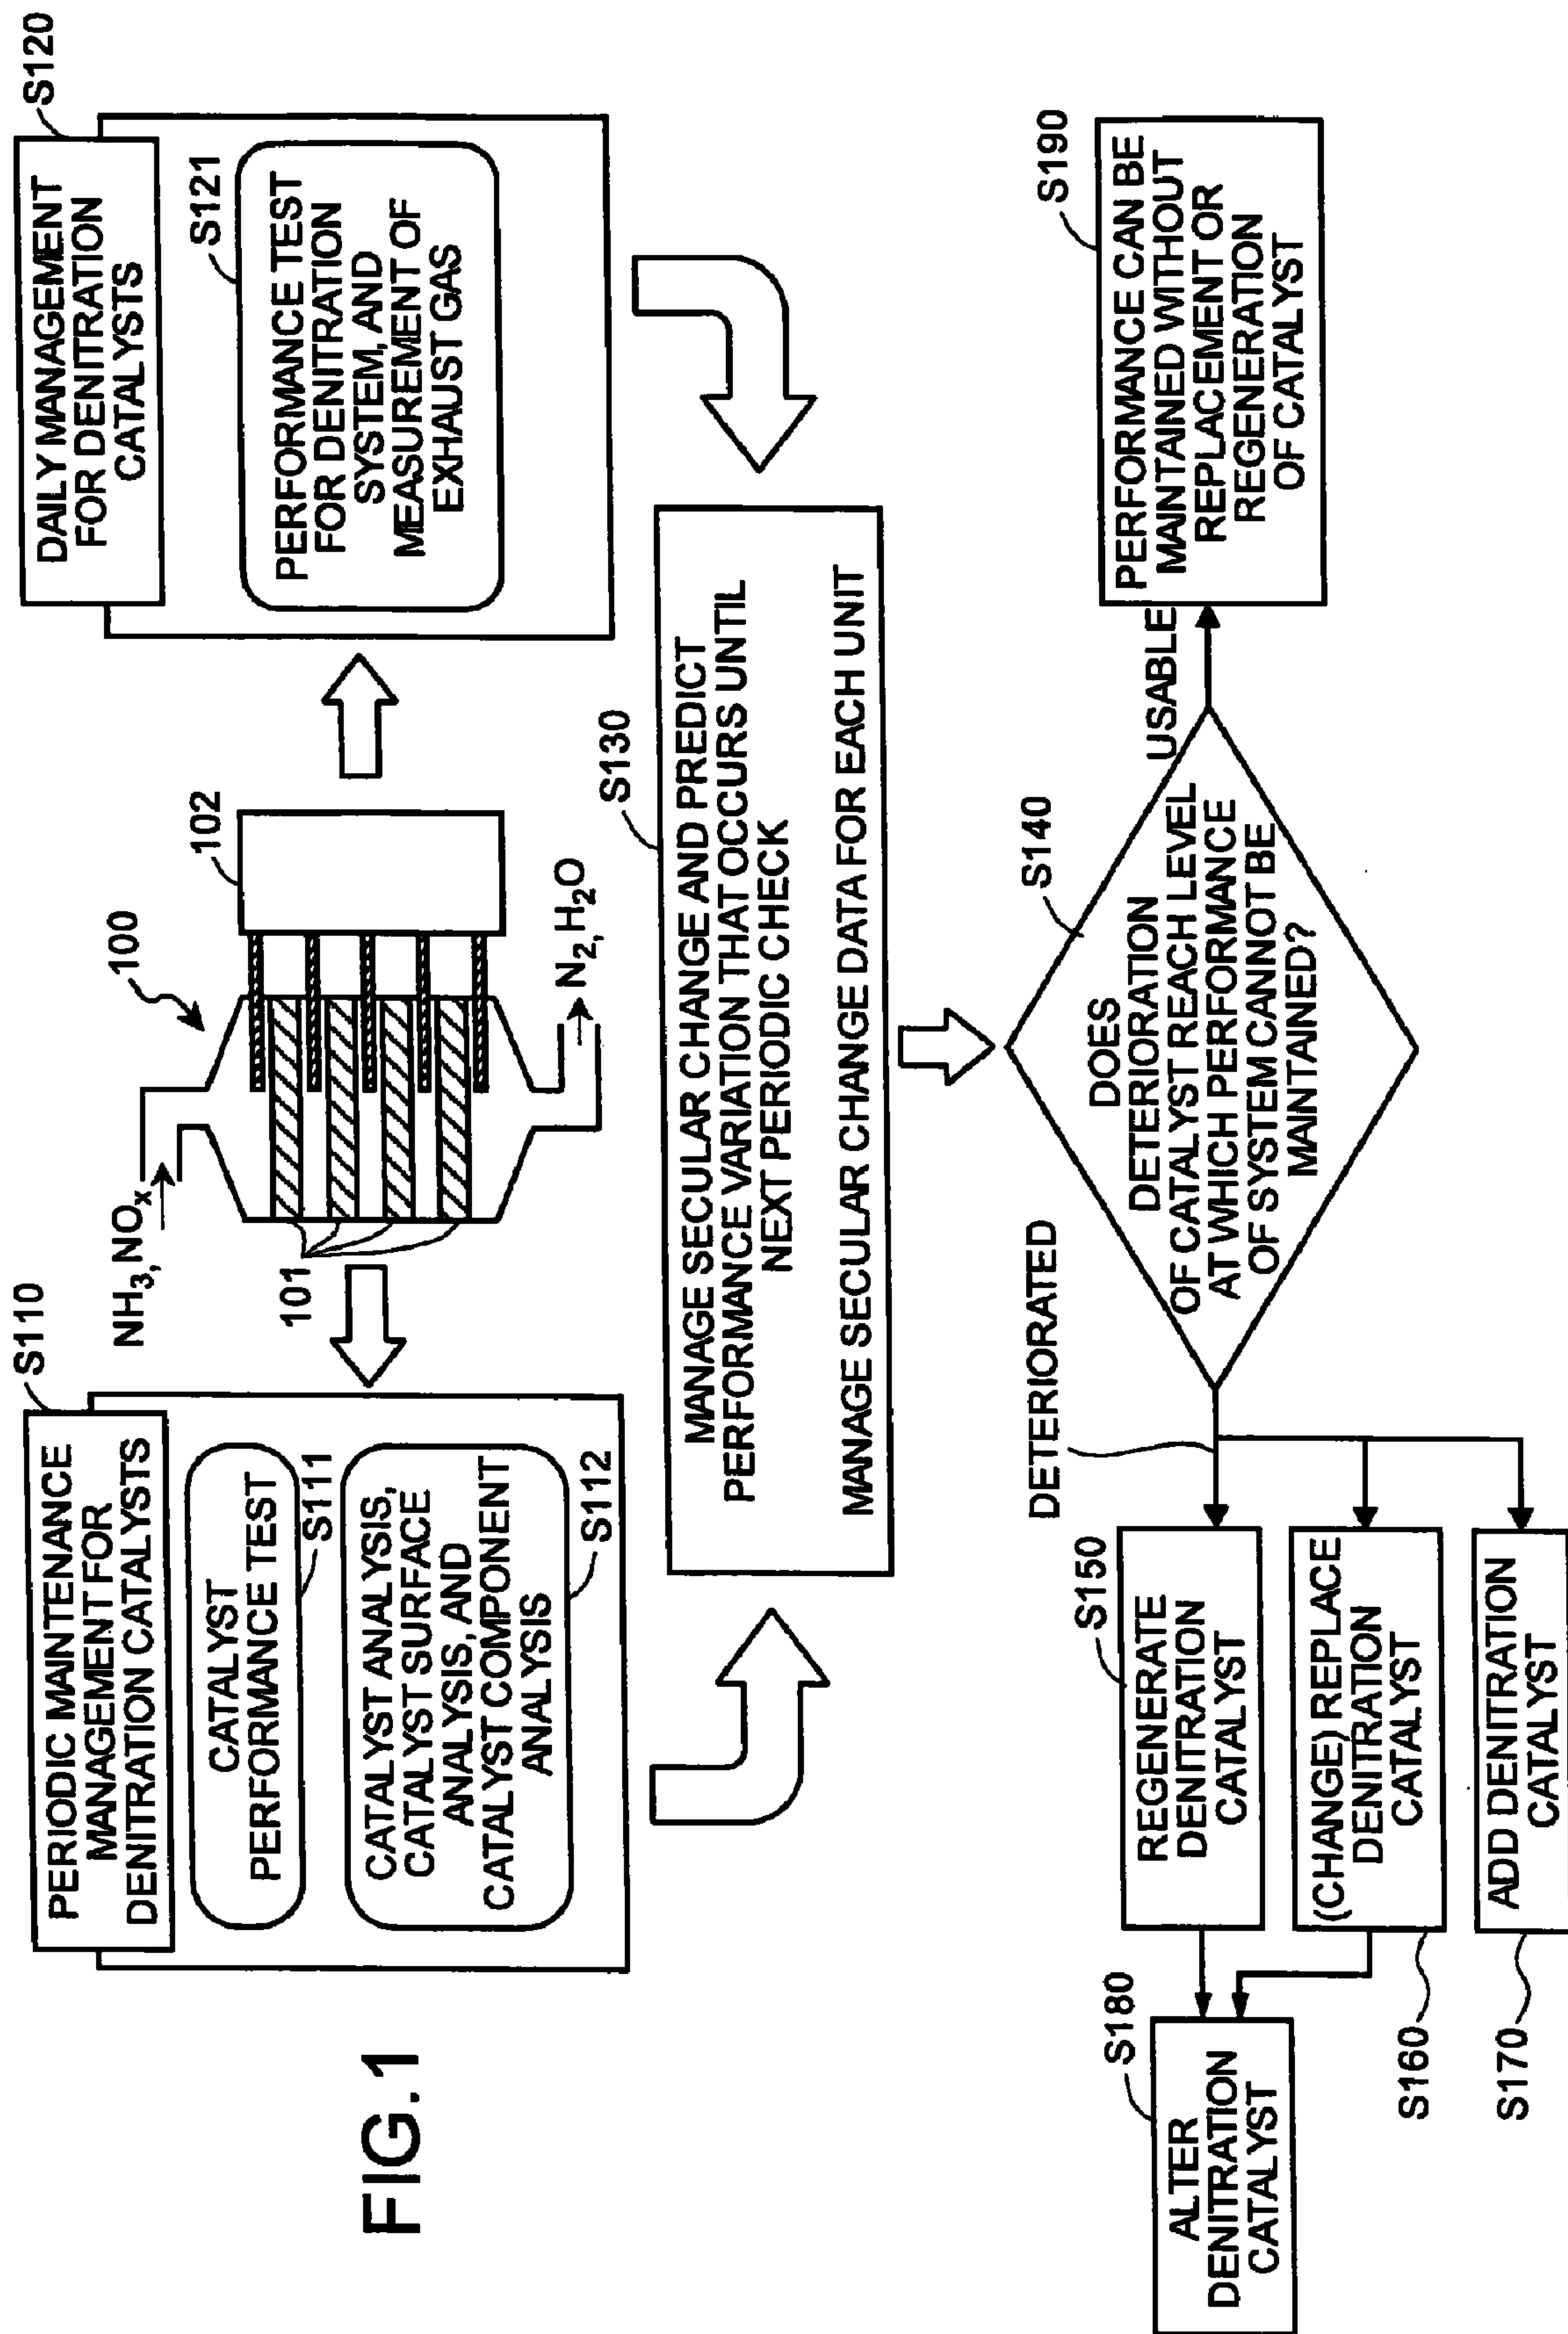 FIG.1
S110
PERIODIC MAINTENANCE
MANAGEMENT FOR
DENITRATION CATALYSTS
CATALYST
PERFORMANCE TEST
S111
CATALYST ANALYSIS,
CATALYST SURFACE
ANALYSIS, AND
CATALYST COMPONENT
ANALYSIS
S112
NH3,NOx
100
101
102
N2,H2O
S120
DAILY MANAGEMENT
FOR DENITRATION
CATALYSTS
S121
PERFORMANCE TEST
FOR DENITRATION
SYSTEM, AND
MEASUREMENT OF
EXHAUST GAS
S130
MANAGE SECULAR CHANGE AND PREDICT
PERFORMANCE VARIATION THAT OCCURS UNTIL
NEXT PERIODIC CHECK
MANAGE SECULAR CHANGE DATA FOR EACH UNIT
S140
DOES
DETERIORATION
OF CATALYST REACH LEVEL
AT WHICH PERFORMANCE
OF SYSTEM CANNOT BE
MAINTAINED?
DETERIORATED
USABLE
S190
PERFORMANCE CAN BE
MAINTAINED WITHOUT
REPLACEMENT OR
REGENERATION
OF CATALYST
S150
REGENERATE
DENITRATION
CATALYST
(CHANGE) REPLACE
DENITRATION
CATALYST
S160
ADD DENITRATION
CATALYST
S170
S180
ALTER
DENITRATION
CATALYST